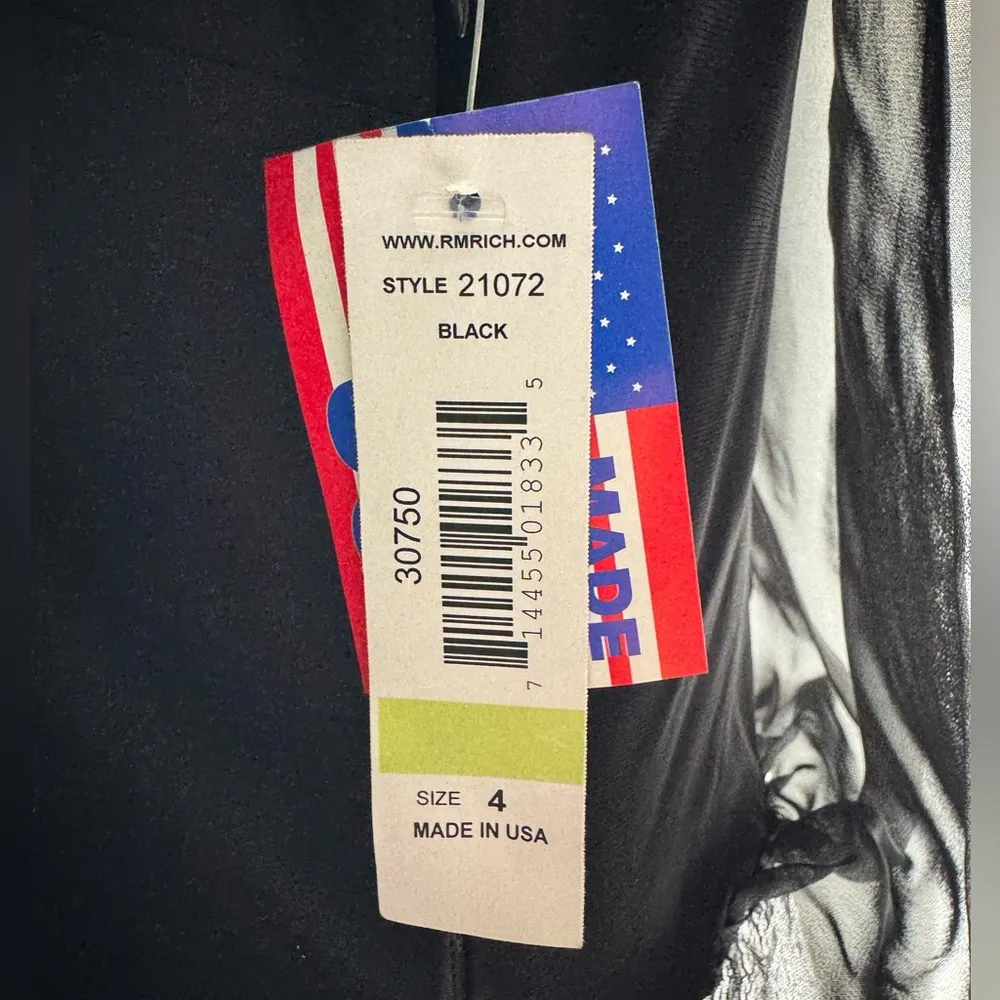 WWW.RMRICH.COM
STYLE 21072
BLACK
30750
7 14455 01833 5
MADE
SIZE 4
MADE IN USA